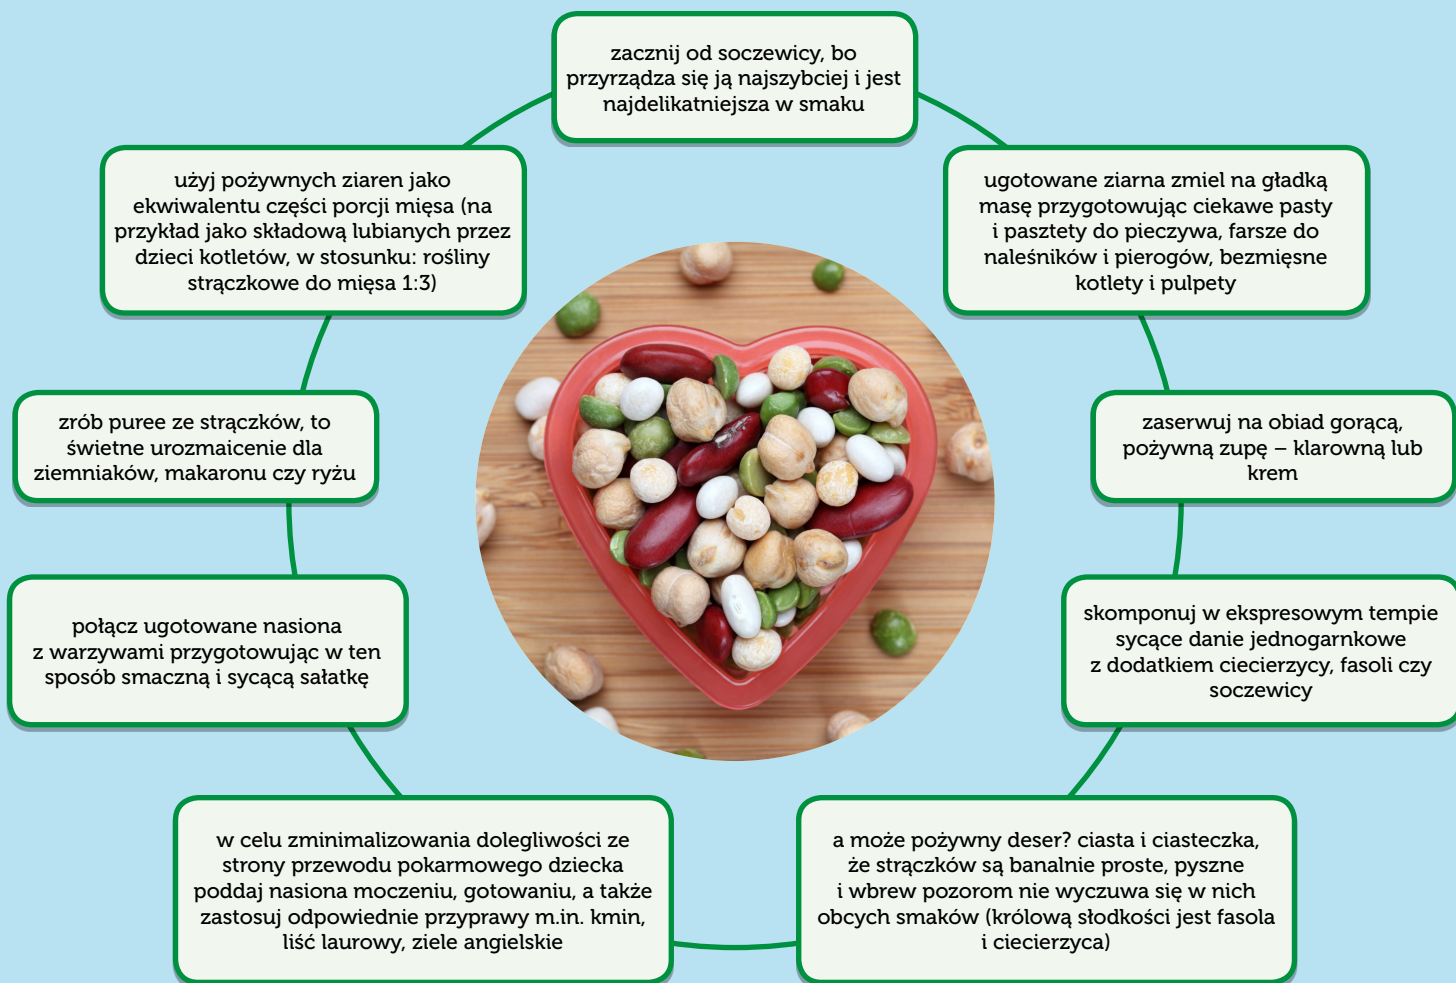 zacznij od soczewicy, bo
przyrządza się ją najszybciej i jest
najdelikatniejsza w smaku
ugotowane ziarna zmiel na gładką
masę przygotowując ciekawe pasty
i pasztety do pieczywa, farsze do
naleśników i pierogów, bezmięsne
kotlety i pulpety
zaserwuj na obiad gorącą,
pożywną zupę – klarowną lub
krem
skomponuj w ekspresowym tempie
sycące danie jednogarnkowe
z dodatkiem ciecierzycy, fasoli czy
soczewicy
a może pożywny deser? ciasta i ciasteczka,
że strączków są banalnie proste, pyszne
i wbrew pozorom nie wyczuwa się w nich
obcych smaków (królową słodkości jest fasola
i ciecierzyca)
w celu zminimalizowania dolegliwości ze
strony przewodu pokarmowego dziecka
poddaj nasiona moczeniu, gotowaniu, a także
zastosuj odpowiednie przyprawy m.in. kmin,
liść laurowy, ziele angielskie
połącz ugotowane nasiona
z warzywami przygotowując w ten
sposób smaczną i sycącą sałatkę
zrób puree ze strączków, to
świetne urozmaicenie dla
ziemniaków, makaronu czy ryżu
użyj pożywnych ziaren jako
ekwiwalentu części porcji mięsa (na
przykład jako składową lubianych przez
dzieci kotletów, w stosunku: rośliny
strączkowe do mięsa 1:3)